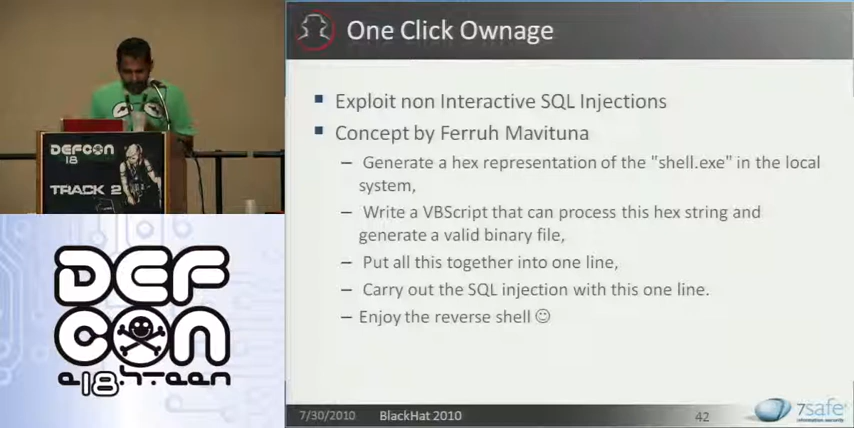 One Click Ownage
Exploit non Interactive SQL Injections
Concept by Ferruh Mavituna
– Generate a hex representation of the "shell.exe" in the local
system,
– Write a VBScript that can process this hex string and
generate a valid binary file,
– Put all this together into one line,
– Carry out the SQL injection with this one line.
– Enjoy the reverse shell ☺
7/30/2010 BlackHat 2010 42
7safe
information security
DEFCON
18
TRACK 2
DEF
CON
e18hteen